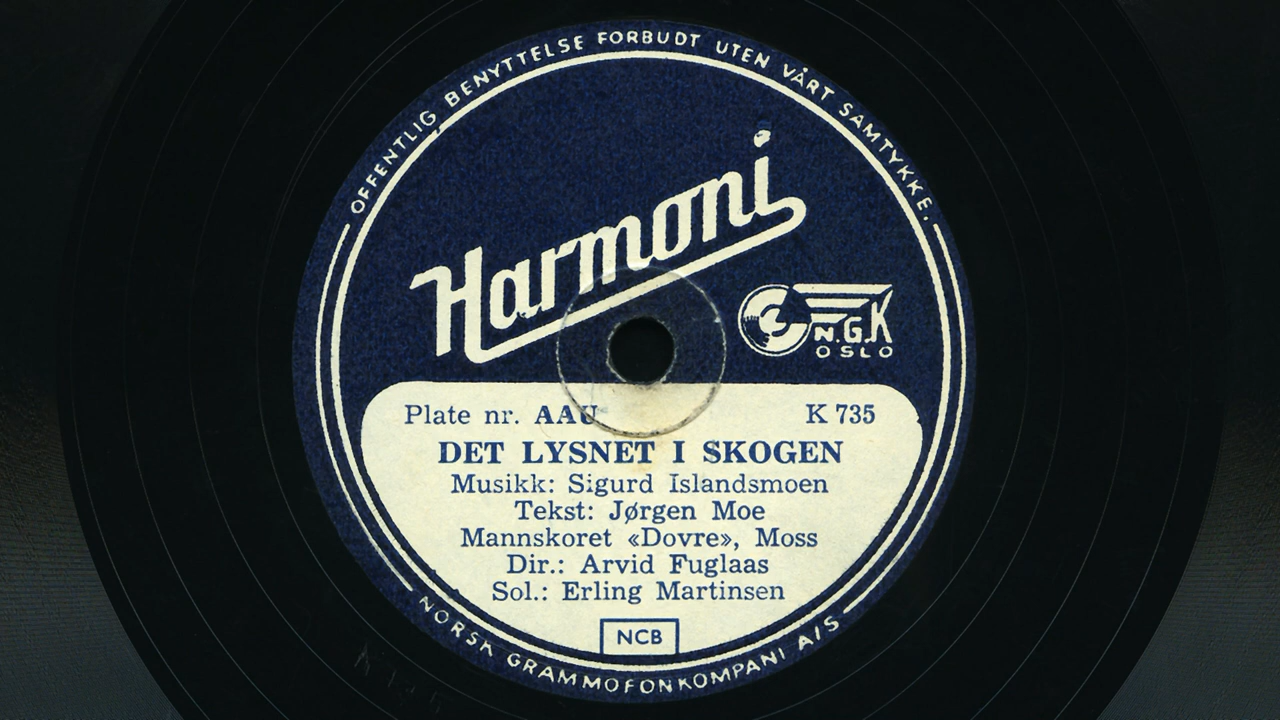 OFFENTLIG BENYTTELSE FORBUDT UTEN VÅRT SAMTYKKE.
Harmoni
N.G.K
OSLO
Plate nr. AAU K 735
DET LYSNET I SKOGEN
Musikk: Sigurd Islandsmoen
Tekst: Jørgen Moe
Mannskoret «Dovre», Moss
Dir.: Arvid Fuglaas
Sol.: Erling Martinsen
NCB
NORSK GRAMMOFONKOMPANI A/S